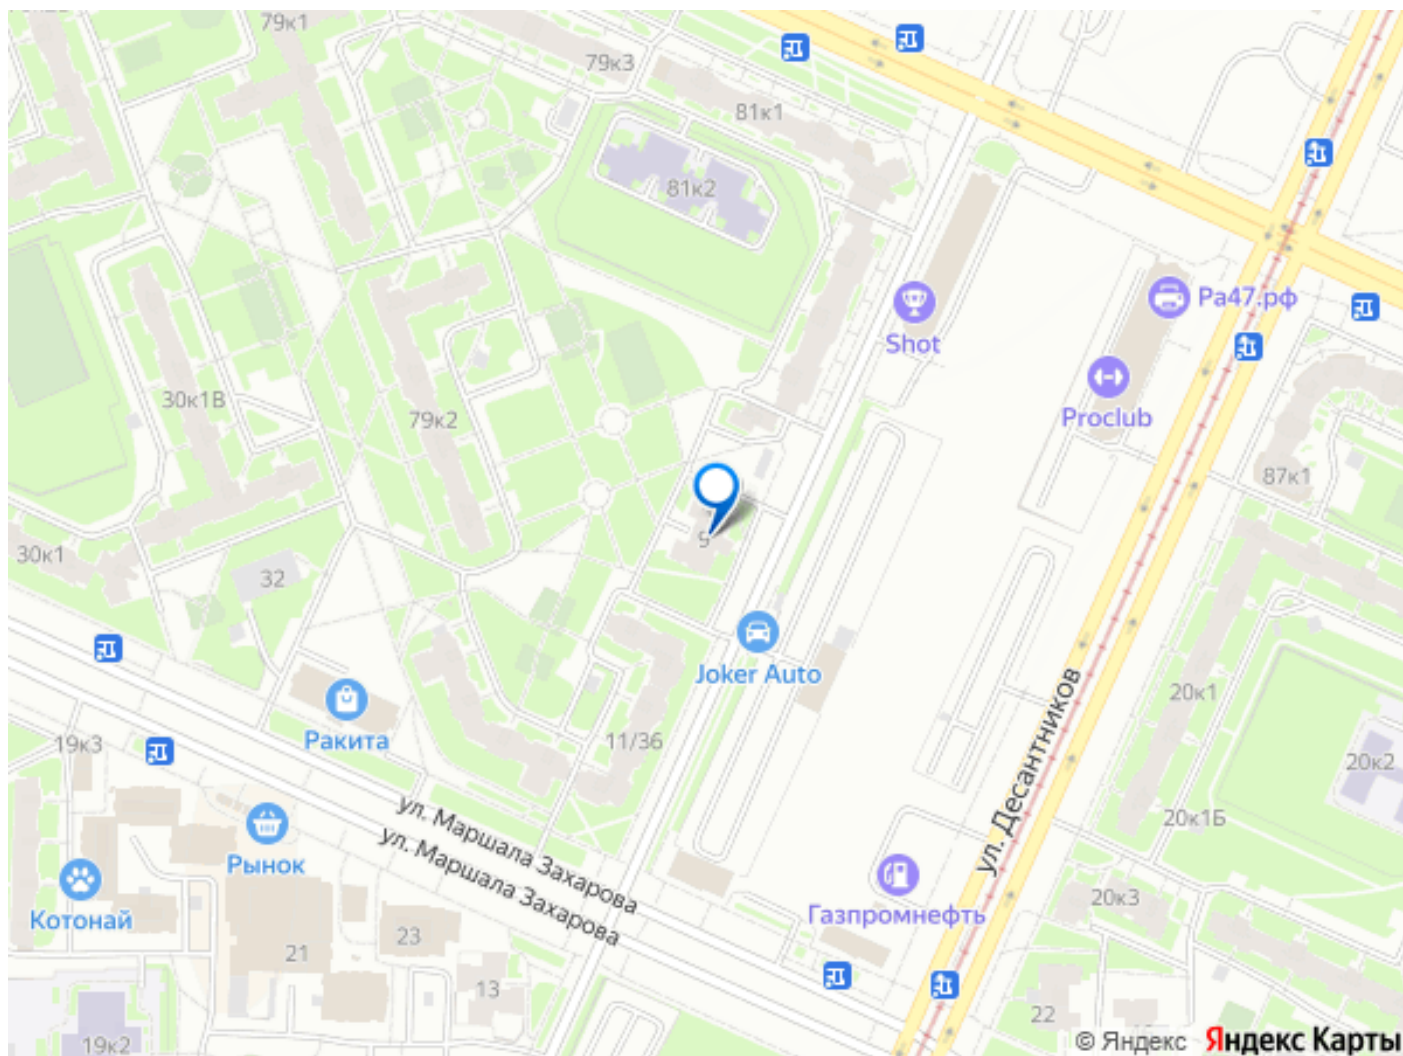 79к1
79к3
81к1
81к2
Shot
Ра47.рф
Proclub
30к1В
79к2
87к1
9
30к1
32
Joker Auto
20к1
19к3
Ракита
11/36
20к2
20к1Б
ул. Десантников
ул. Маршала Захарова
ул. Маршала Захарова
Рынок
Котонай
Газпромнефть
20к3
23
21
13
22
19к2
© Яндекс Яндекс Карты